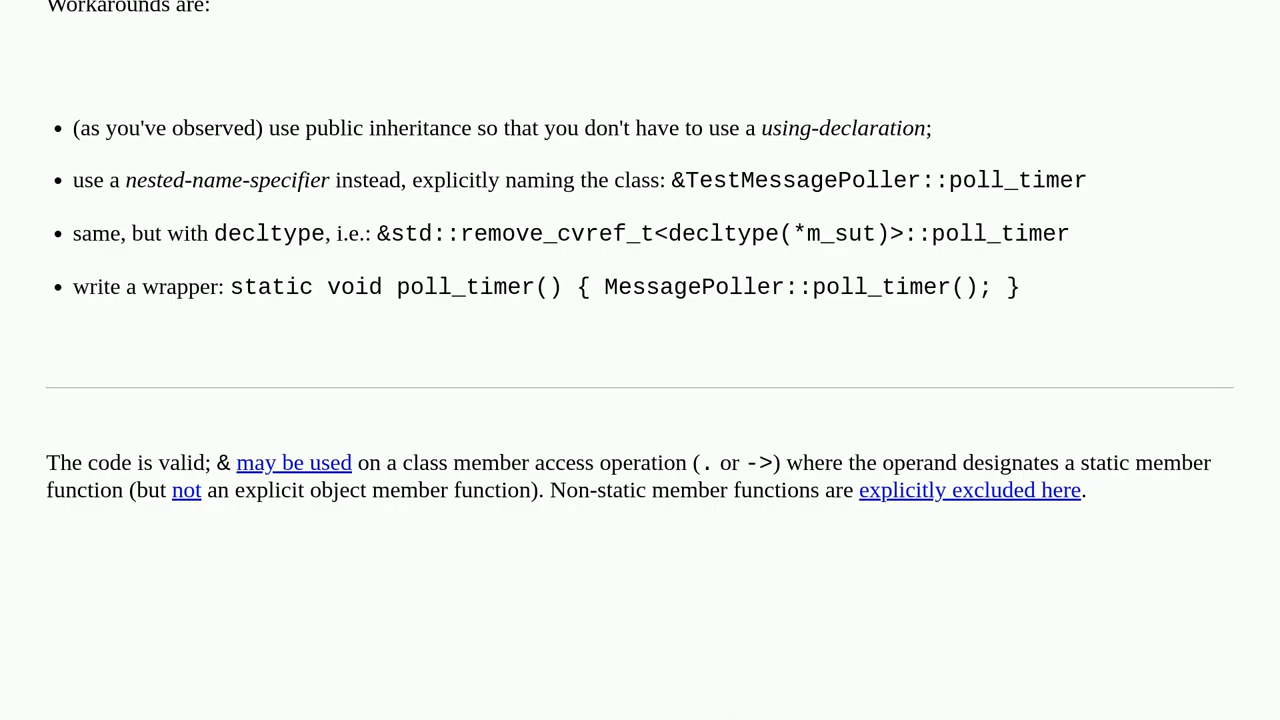 Workarounds are:
• (as you've observed) use public inheritance so that you don't have to use a using-declaration;
• use a nested-name-specifier instead, explicitly naming the class: &TestMessagePoller::poll_timer
• same, but with decltype, i.e.: &std::remove_cvref_t<decltype(*m_sut)>::poll_timer
• write a wrapper: static void poll_timer() { MessagePoller::poll_timer(); }
The code is valid; & may be used on a class member access operation (. or ->) where the operand designates a static member
function (but not an explicit object member function). Non-static member functions are explicitly excluded here.